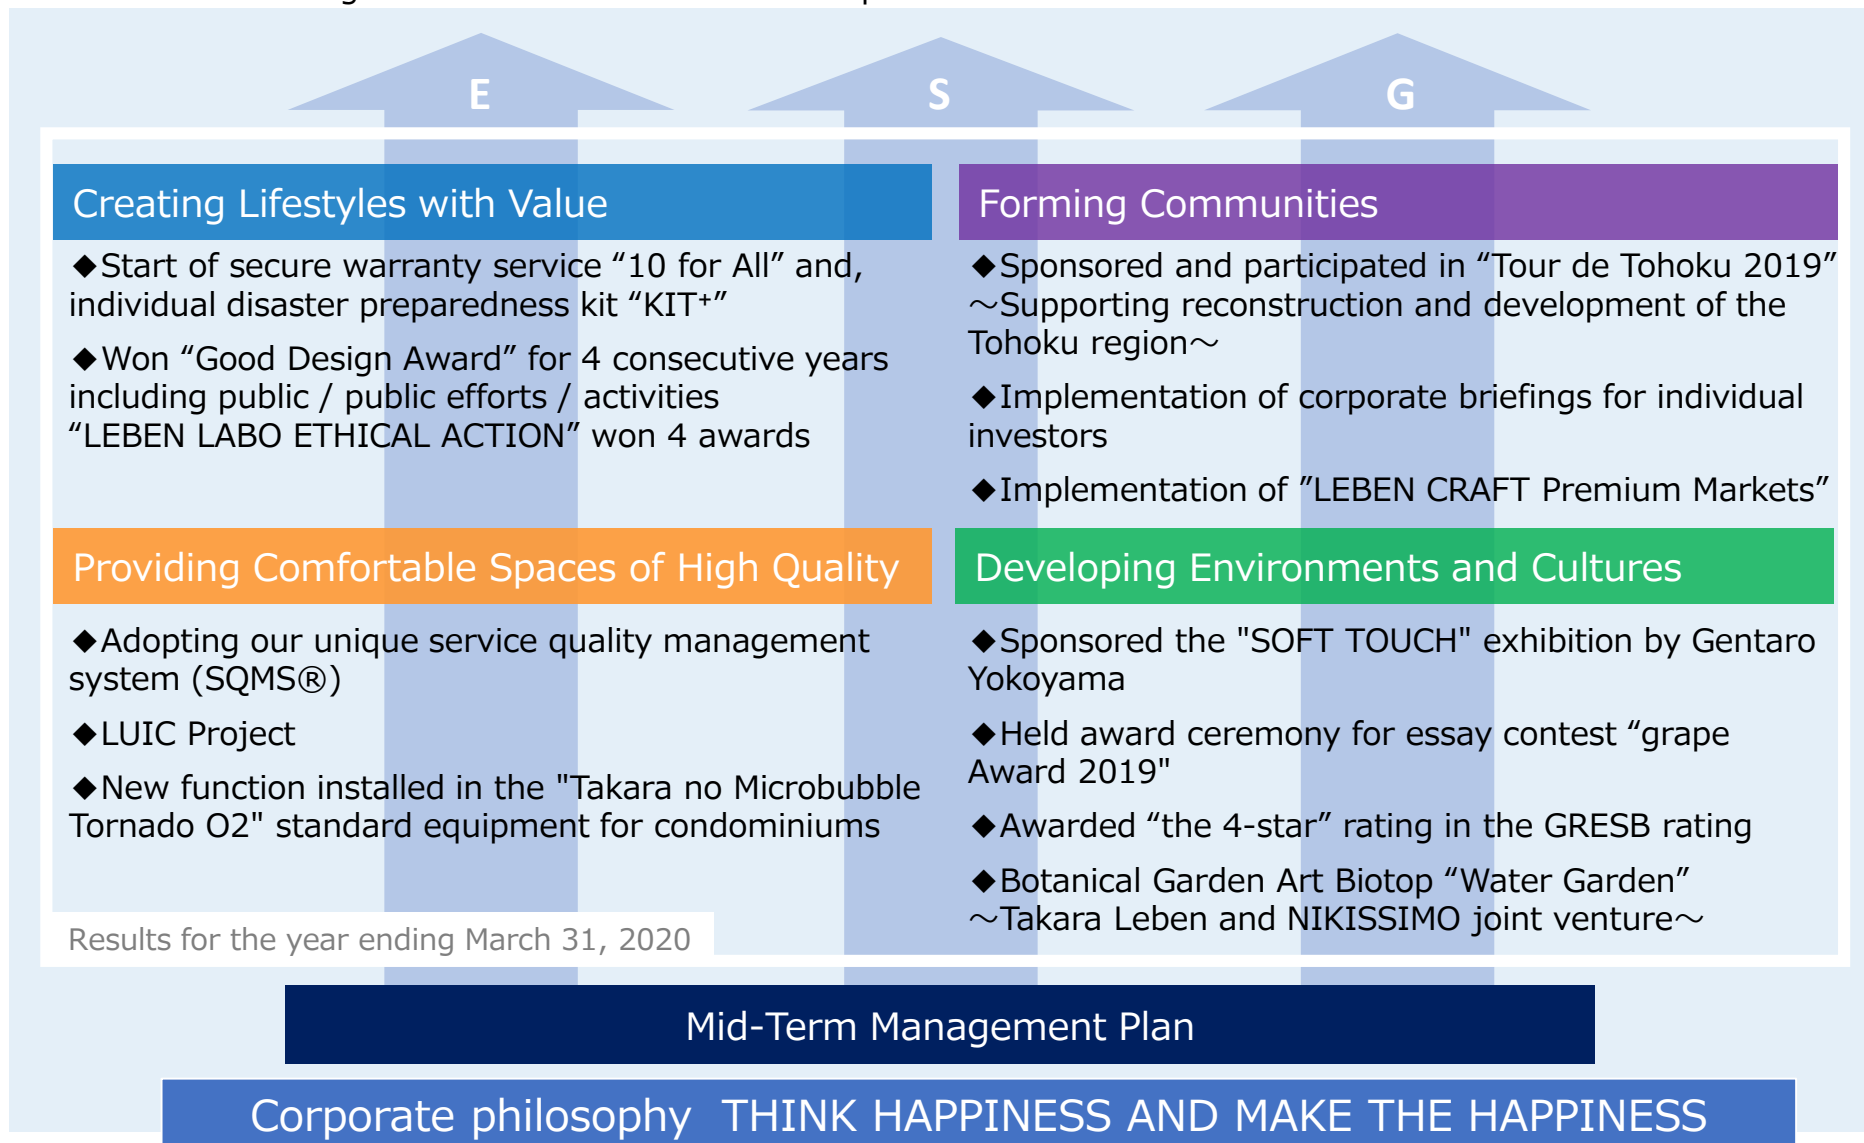 E
S
G
Creating Lifestyles with Value
◆Start of secure warranty service “10 for All” and,
individual disaster preparedness kit “KIT⁺”
◆Won “Good Design Award” for 4 consecutive years
including public / public efforts / activities
“LEBEN LABO ETHICAL ACTION” won 4 awards
Forming Communities
◆Sponsored and participated in “Tour de Tohoku 2019”
～Supporting reconstruction and development of the
Tohoku region～
◆Implementation of corporate briefings for individual
investors
◆Implementation of ”LEBEN CRAFT Premium Markets”
Providing Comfortable Spaces of High Quality
◆Adopting our unique service quality management
system (SQMS®)
◆LUIC Project
◆New function installed in the "Takara no Microbubble
Tornado O2" standard equipment for condominiums
Developing Environments and Cultures
◆Sponsored the "SOFT TOUCH" exhibition by Gentaro
Yokoyama
◆Held award ceremony for essay contest “grape
Award 2019"
◆Awarded “the 4-star” rating in the GRESB rating
◆Botanical Garden Art Biotop “Water Garden”
～Takara Leben and NIKISSIMO joint venture～
Results for the year ending March 31, 2020
Mid-Term Management Plan
Corporate philosophy THINK HAPPINESS AND MAKE THE HAPPINESS